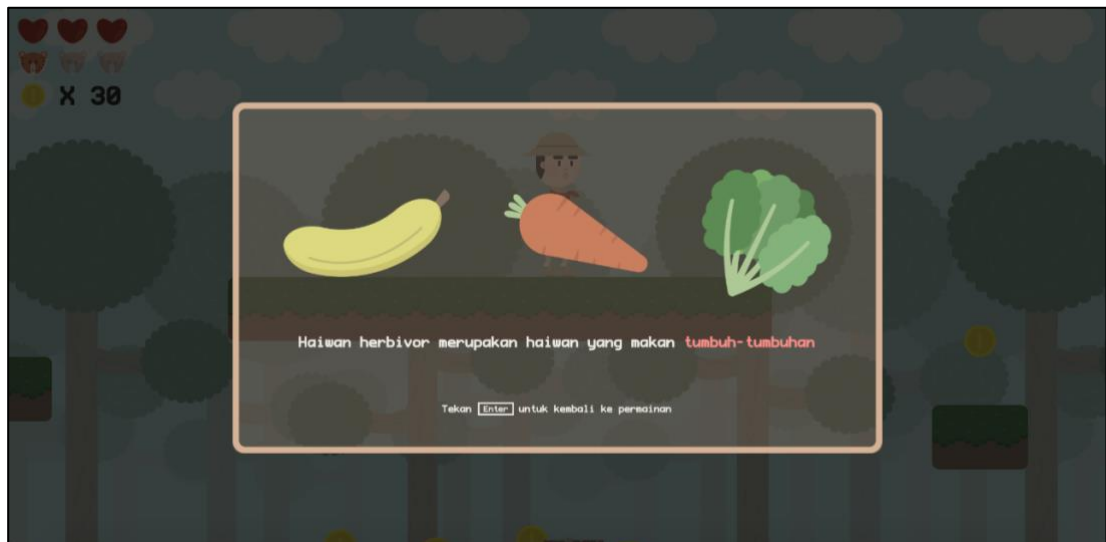 X 30
Haiwan herbivor merupakan haiwan yang makan tumbuh-tumbuhan
Tekan Enter untuk kembali ke permainan